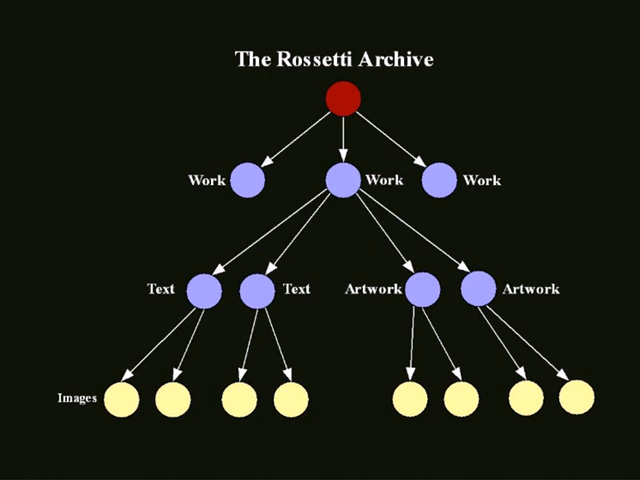 The Rossetti Archive
Work
Work
Work
Text
Text
Artwork
Artwork
Images